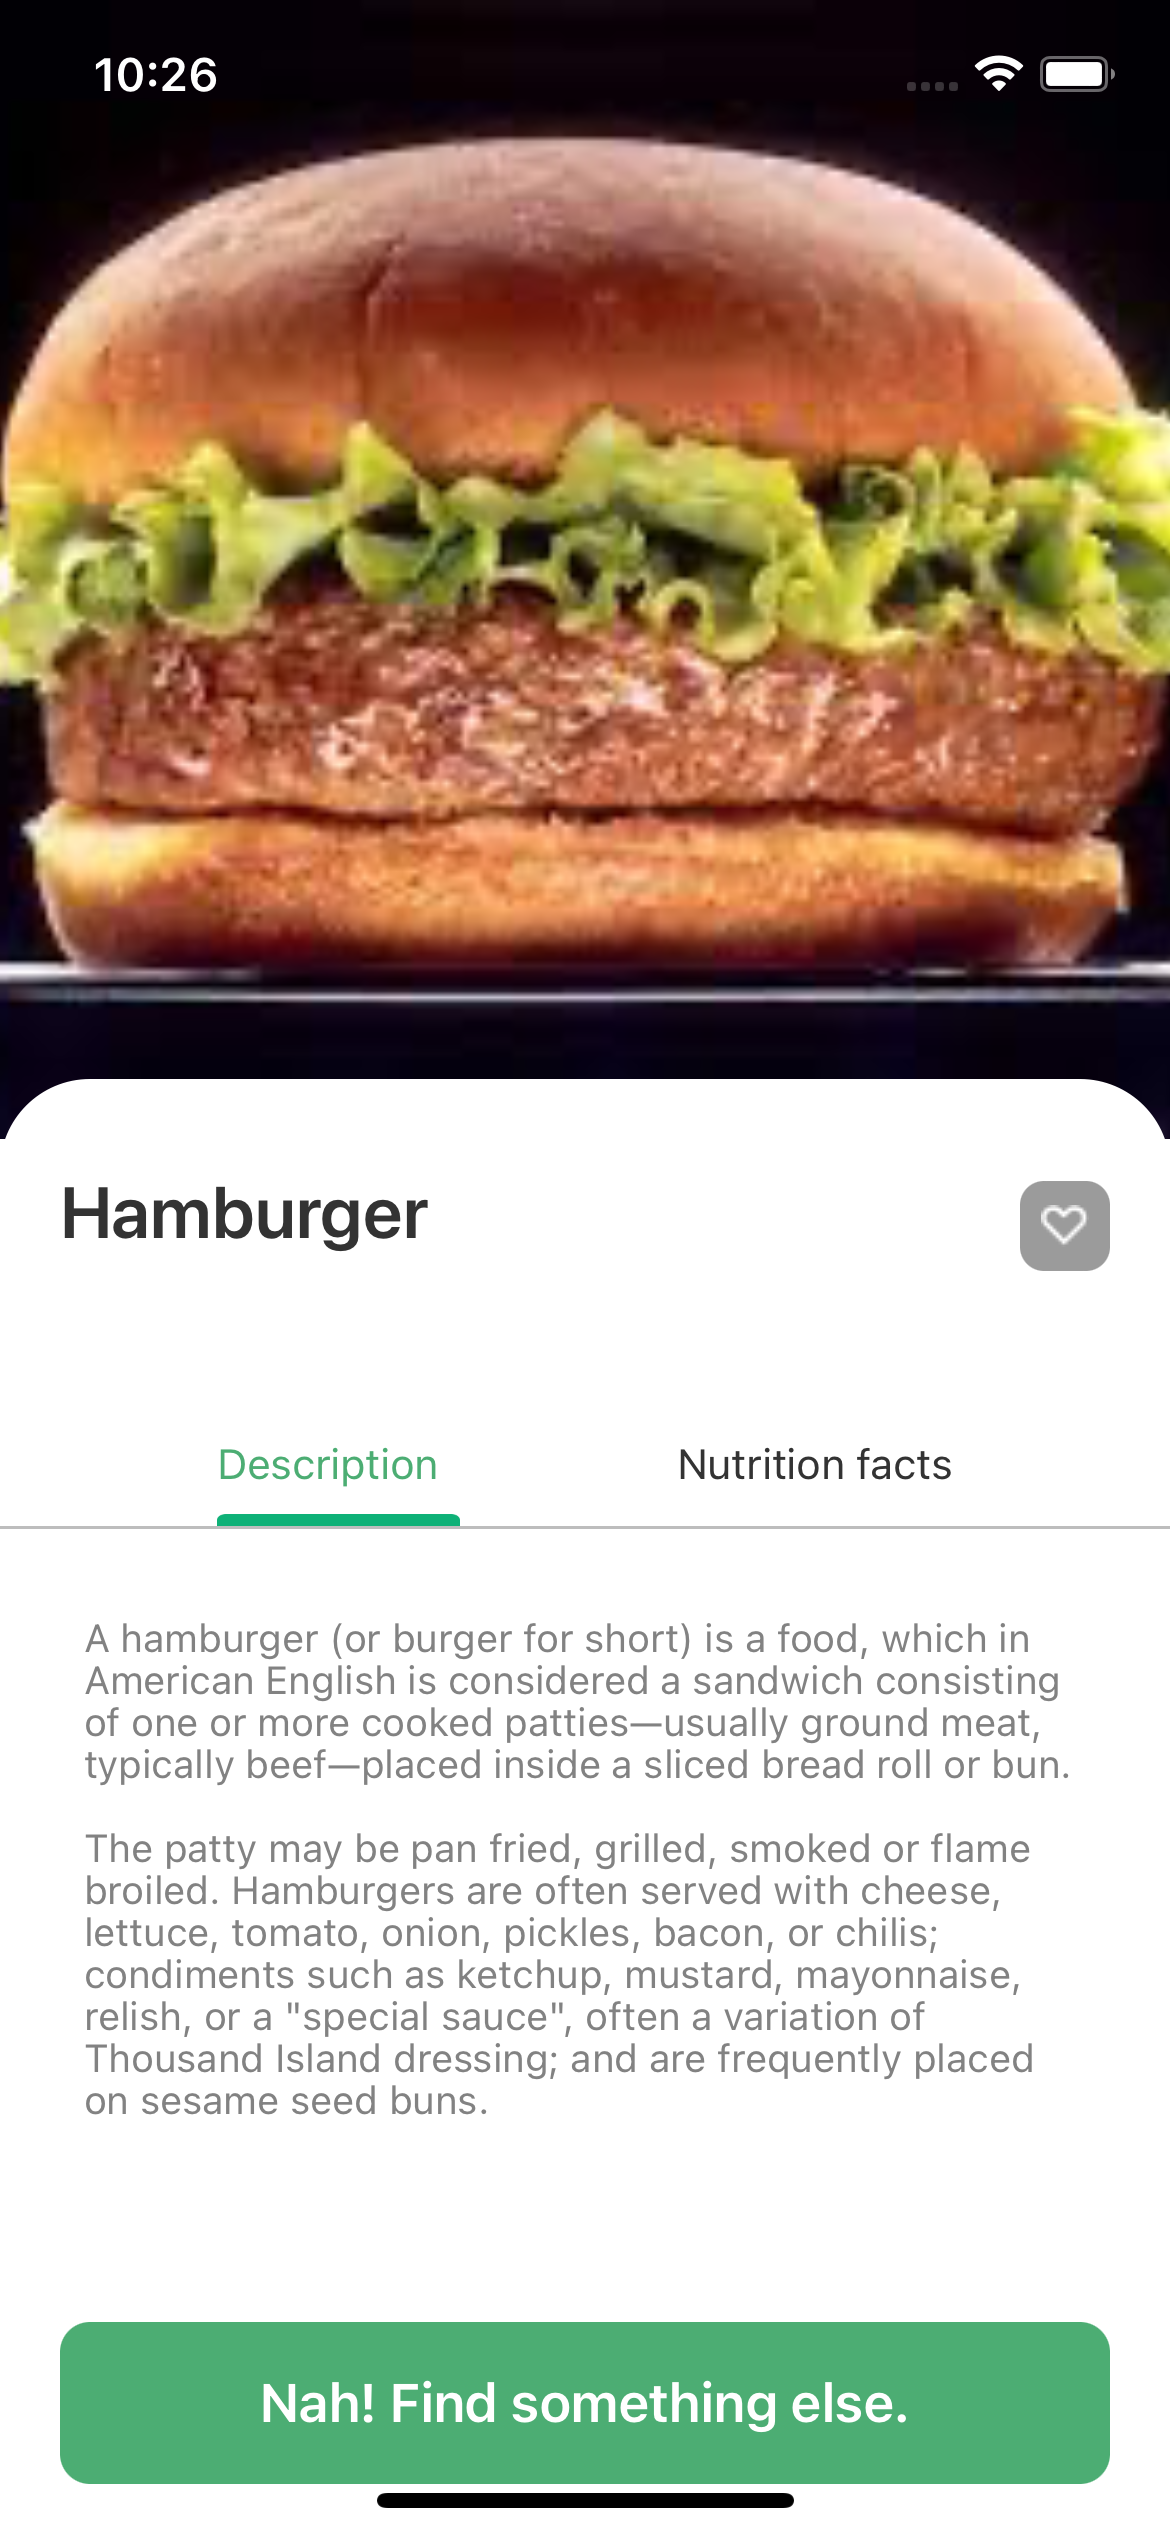 10:26
Hamburger
Description
Nutrition facts
A hamburger (or burger for short) is a food, which in
American English is considered a sandwich consisting
of one or more cooked patties—usually ground meat,
typically beef—placed inside a sliced bread roll or bun.
The patty may be pan fried, grilled, smoked or flame
broiled. Hamburgers are often served with cheese,
lettuce, tomato, onion, pickles, bacon, or chilis;
condiments such as ketchup, mustard, mayonnaise,
relish, or a "special sauce", often a variation of
Thousand Island dressing; and are frequently placed
on sesame seed buns.
Nah! Find something else.